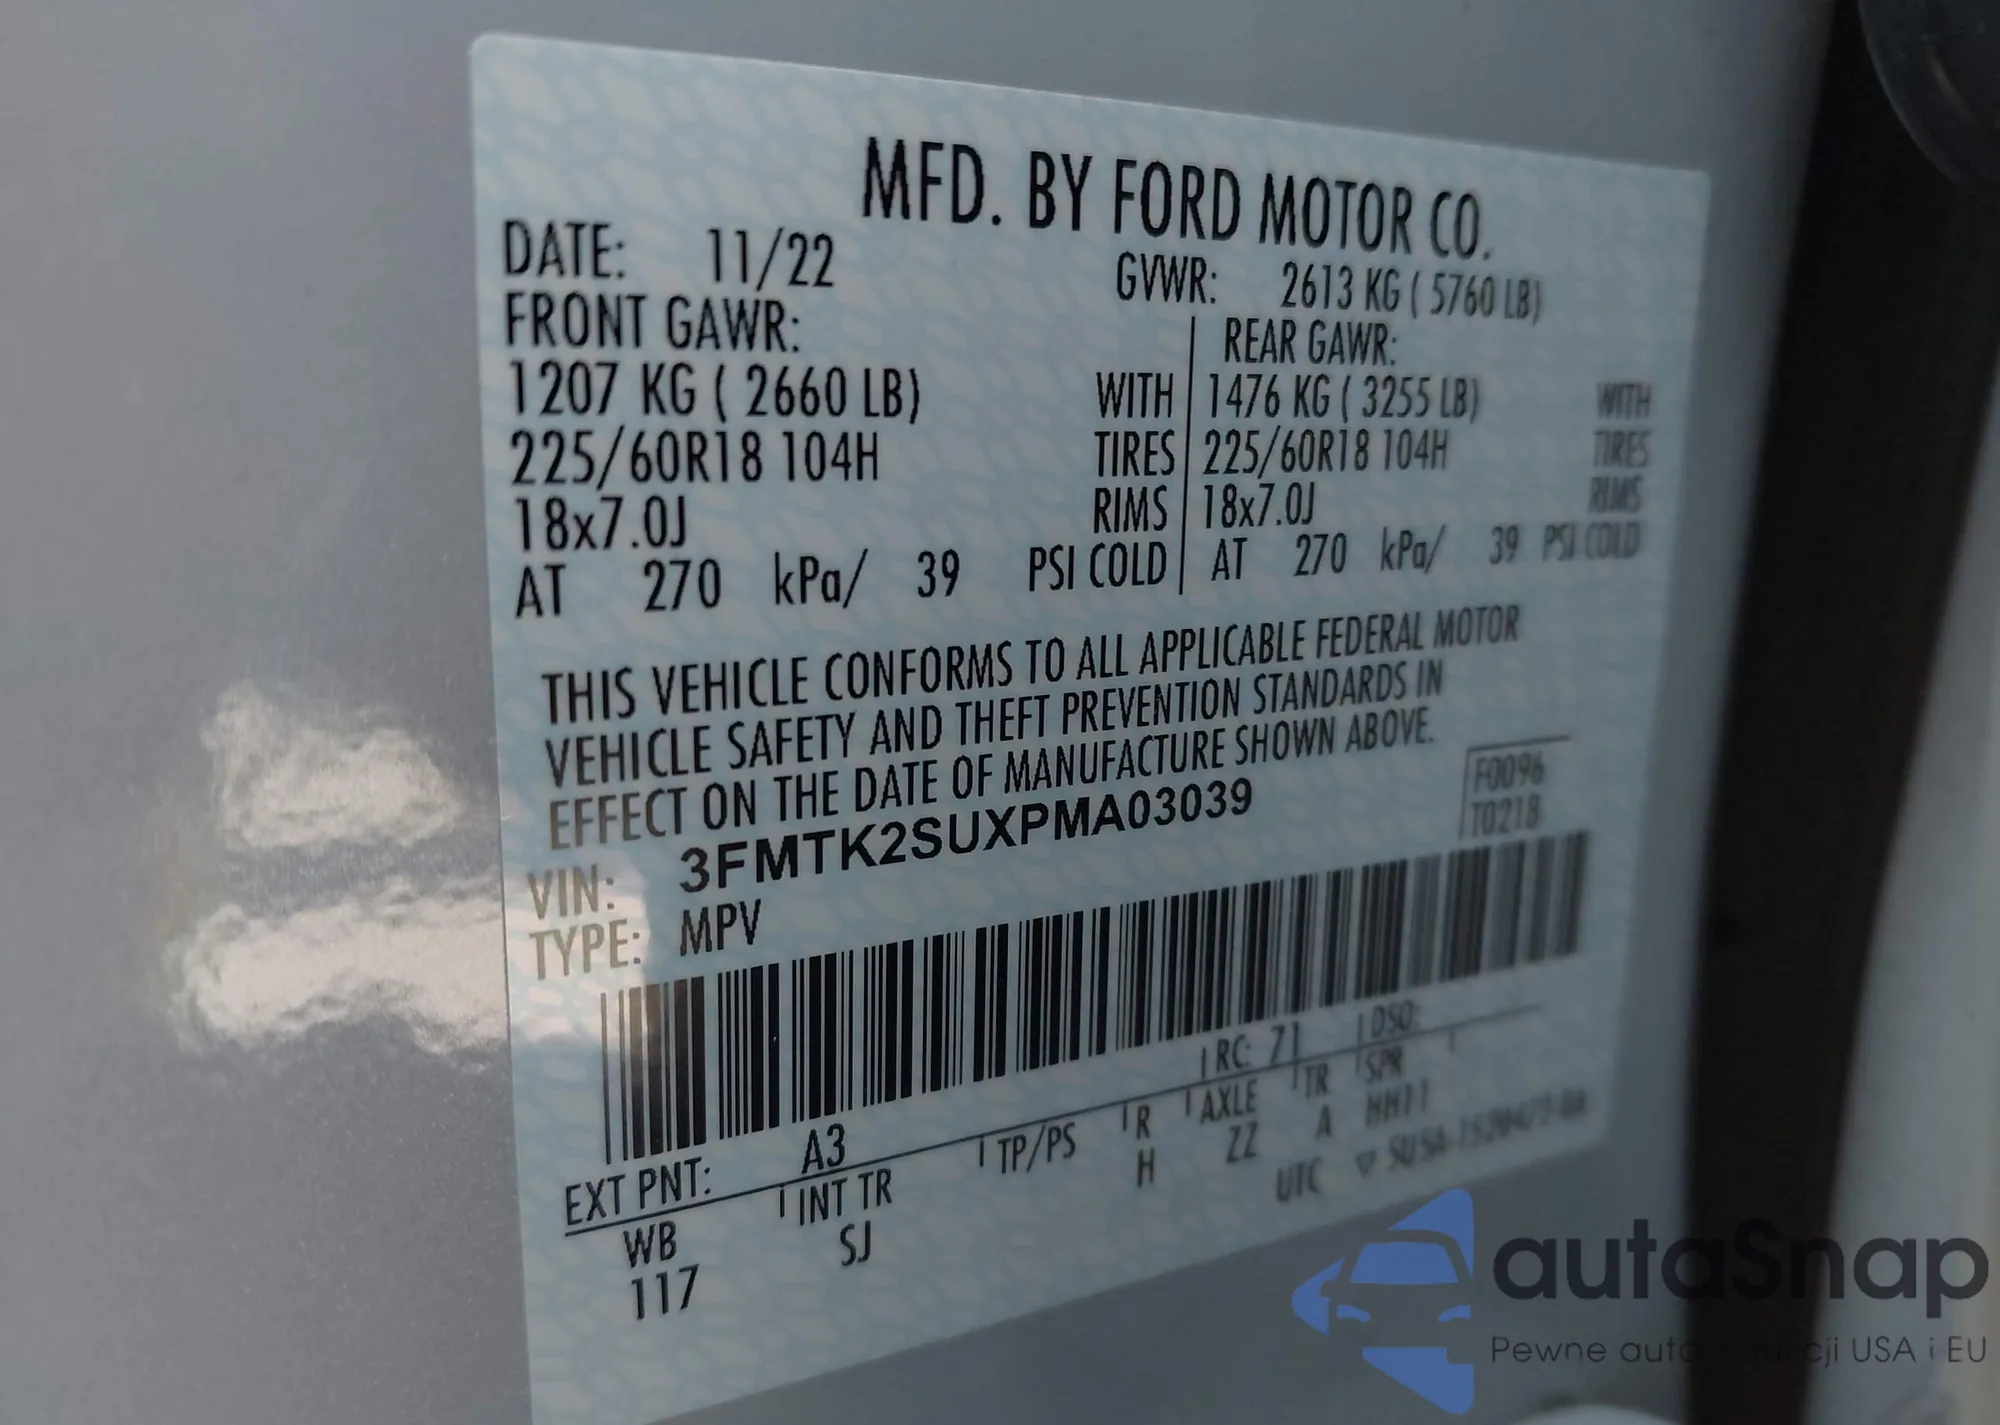 MFD. BY FORD MOTOR CO.
DATE: 11/22 GVWR: 2613 KG ( 5760 LB)
FRONT GAWR: REAR GAWR:
1207 KG ( 2660 LB) WITH 1476 KG ( 3255 LB) WITH
225/60R18 104H TIRES 225/60R18 104H TIRES
18x7.0J RIMS 18x7.0J RIMS
AT 270 kPa/ 39 PSI COLD AT 270 kPa/ 39 PSI COLD
THIS VEHICLE CONFORMS TO ALL APPLICABLE FEDERAL MOTOR
VEHICLE SAFETY AND THEFT PREVENTION STANDARDS IN
EFFECT ON THE DATE OF MANUFACTURE SHOWN ABOVE.
F0096
VIN: 3FMTK2SUXPMA03039 T0218
TYPE: MPV
EXT PNT: A3 RC: 71 DSO:
WB INT TR TP/PS R AXLE TR SPR
117 SJ H ZZ A HH11
UTC
autaSnap
Pewne auta USA i EU